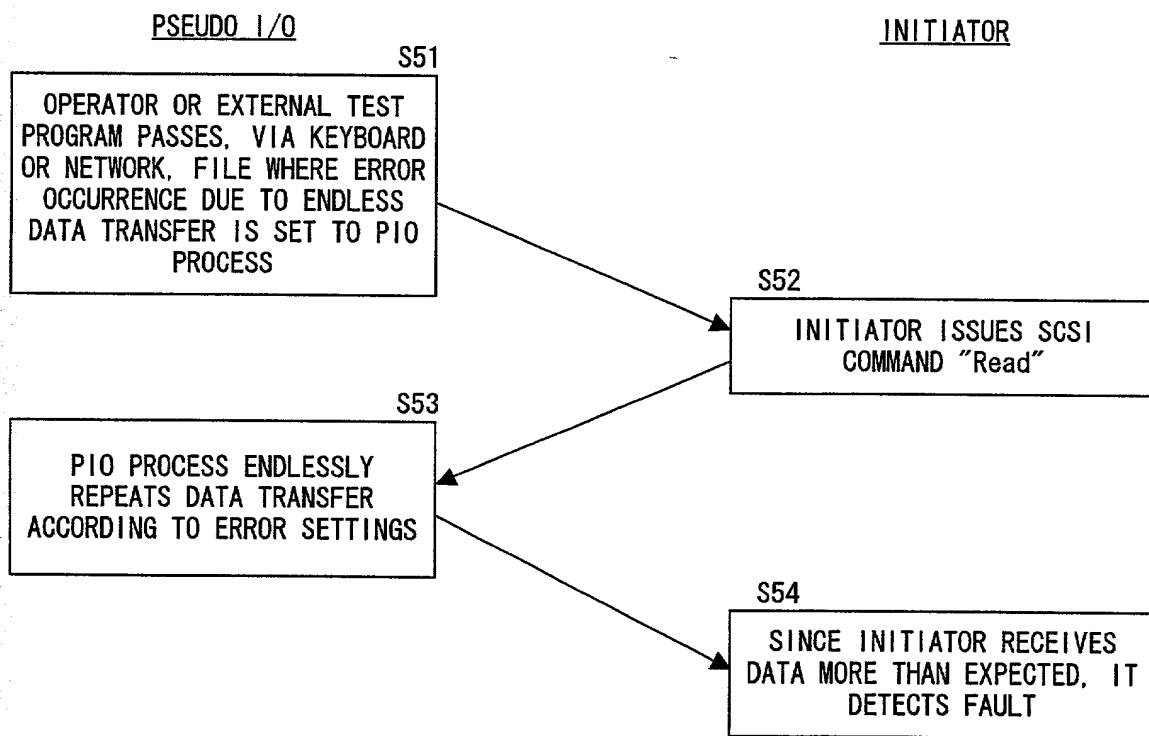 PSEUDO I/O
INITIATOR
S51
OPERATOR OR EXTERNAL TEST
PROGRAM PASSES, VIA KEYBOARD
OR NETWORK, FILE WHERE ERROR
OCCURRENCE DUE TO ENDLESS
DATA TRANSFER IS SET TO PIO
PROCESS
S52
INITIATOR ISSUES SCSI
COMMAND "Read"
S53
PIO PROCESS ENDLESSLY
REPEATS DATA TRANSFER
ACCORDING TO ERROR SETTINGS
S54
SINCE INITIATOR RECEIVES
DATA MORE THAN EXPECTED, IT
DETECTS FAULT